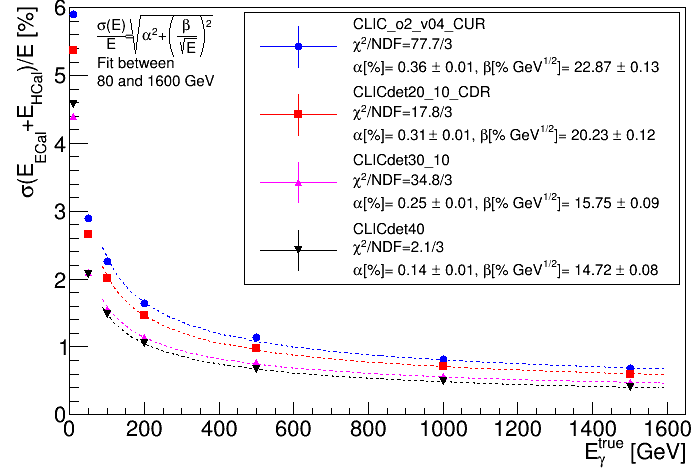 σ(E_ECal+E_HCal)/E [%]
6
5
4
3
2
1
0
σ(E)/E=√(α²+(β/√E)²)
Fit between
80 and 1600 GeV
CLIC_o2_v04_CUR
χ²/NDF=77.7/3
α[%]= 0.36 ± 0.01, β[% GeV^1/2]= 22.87 ± 0.13
CLICdet20_10_CDR
χ²/NDF=17.8/3
α[%]= 0.31 ± 0.01, β[% GeV^1/2]= 20.23 ± 0.12
CLICdet30_10
χ²/NDF=34.8/3
α[%]= 0.25 ± 0.01, β[% GeV^1/2]= 15.75 ± 0.09
CLICdet40
χ²/NDF=2.1/3
α[%]= 0.14 ± 0.01, β[% GeV^1/2]= 14.72 ± 0.08
0 200 400 600 800 1000 1200 1400 1600
E_γ^true [GeV]